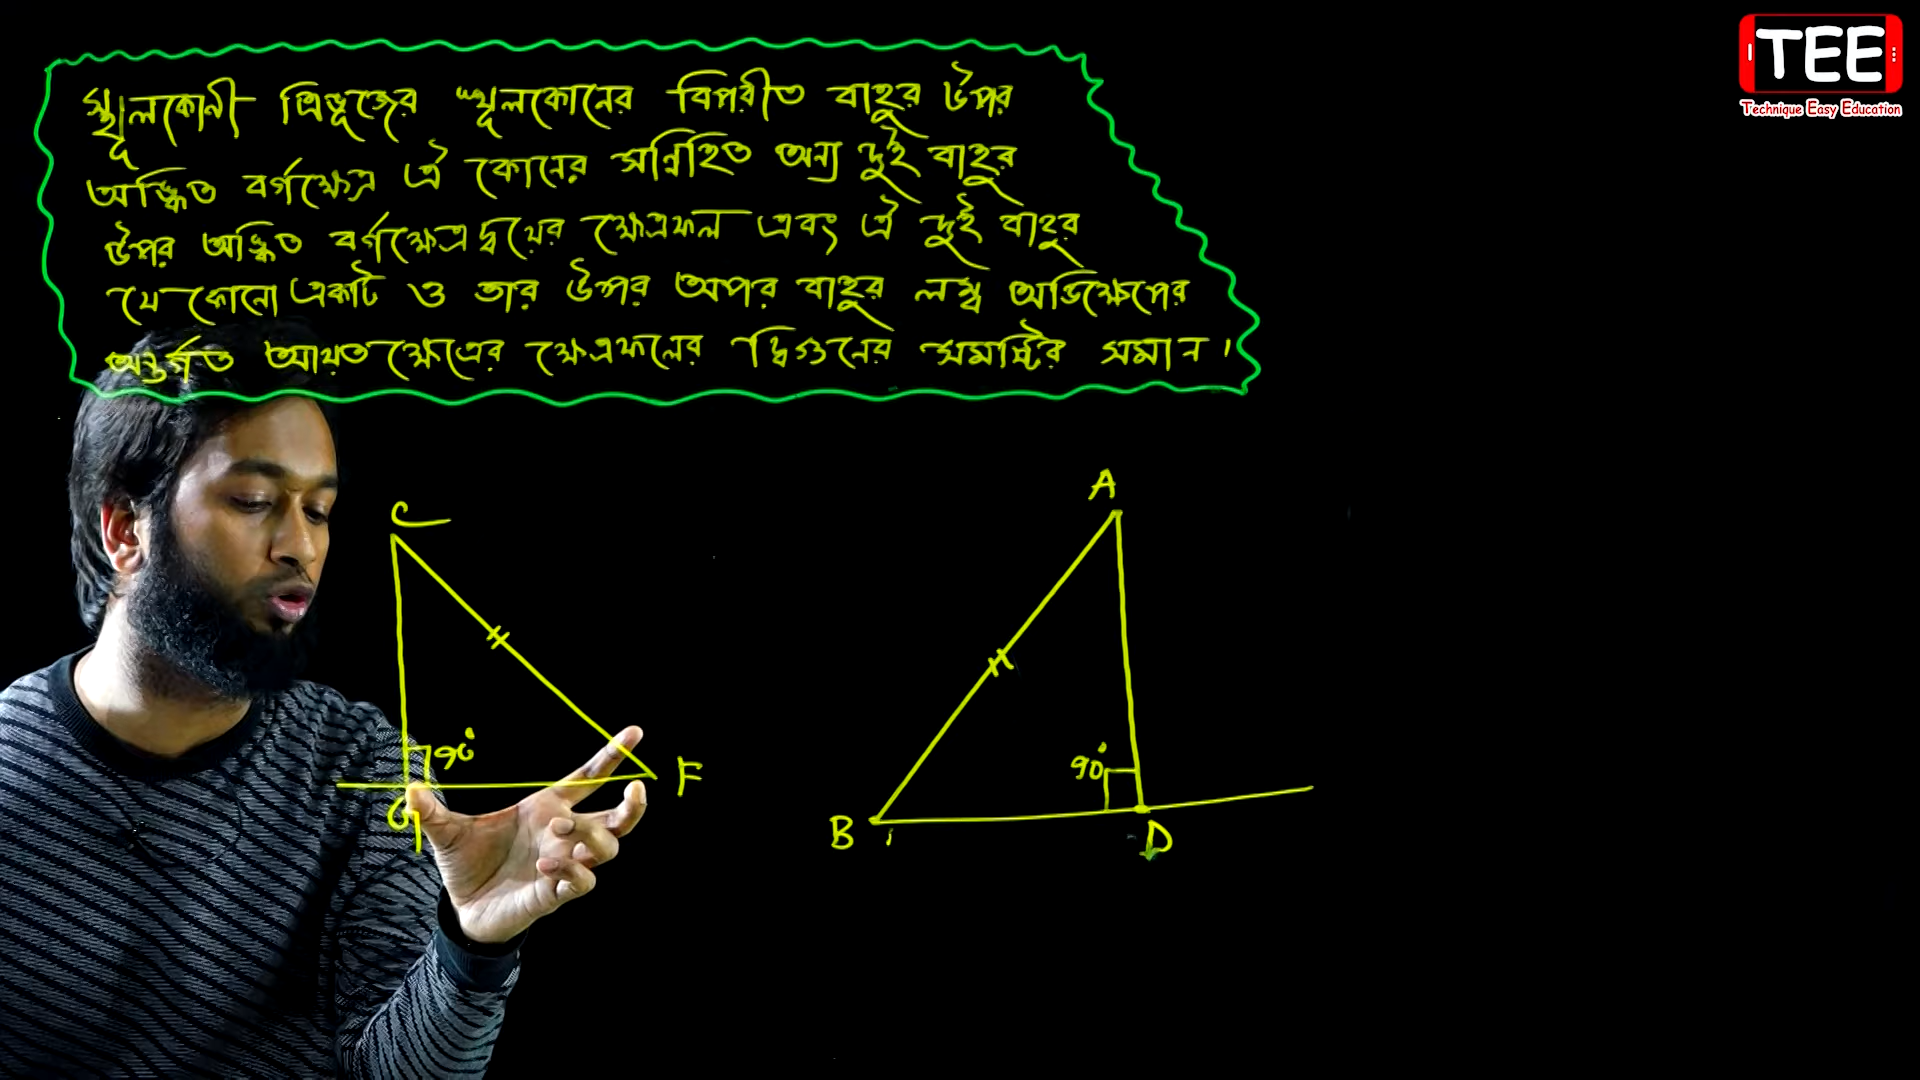 TEE
Technique Easy Education
স্থূলকোণী ত্রিভূজের স্থূলকোনের বিপরীত বাহুর উপর
অঙ্কিত বর্গক্ষেত্র ঐ কোনের সন্নিহিত অন্য দুই বাহুর
উপর অঙ্কিত বর্গক্ষেত্রদ্বয়ের ক্ষেত্রফল এবং ঐ দুই বাহুর
যে কোনো একটি ও তার উপর অপর বাহুর লম্ব অভিক্ষেপের
অন্তর্গত আয়তক্ষেত্রের ক্ষেত্রফলের দ্বিগুনের সমষ্টির সমান।
A
C
90°
F
90°
G
B
D